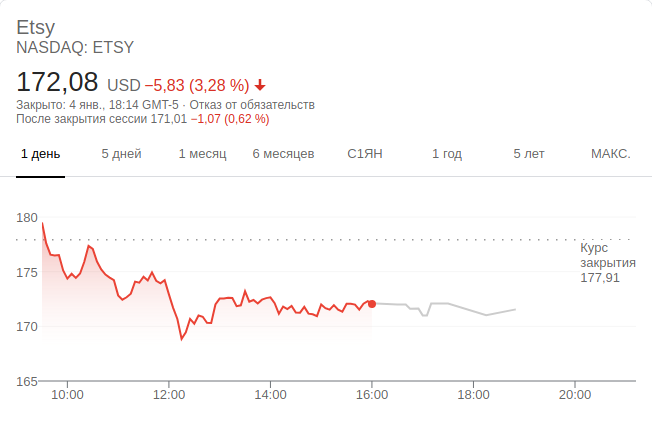 Etsy
NASDAQ: ETSY
172,08 USD −5,83 (3,28 %)
Закрыто: 4 янв., 18:14 GMT-5 · Отказ от обязательств
После закрытия сессии 171,01 −1,07 (0,62 %)
1 день 5 дней 1 месяц 6 месяцев С1ЯН 1 год 5 лет МАКС.
180
Курс
закрытия
177,91
175
170
165
10:00 12:00 14:00 16:00 18:00 20:00